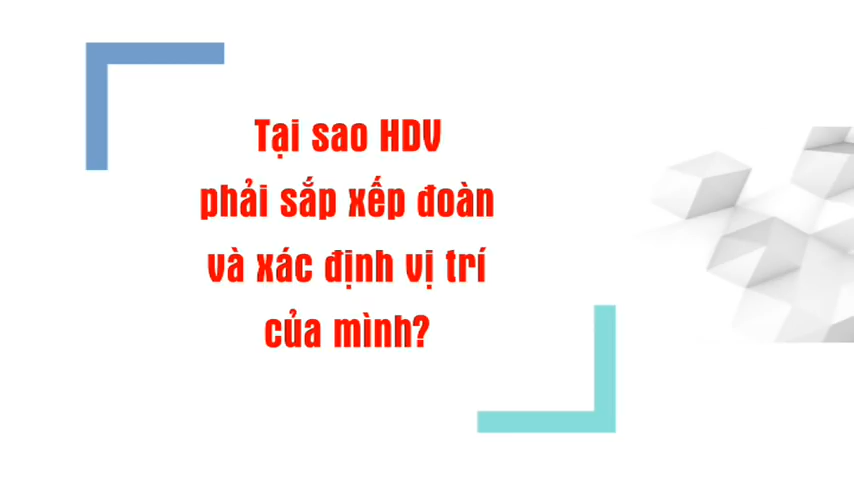 Tại sao HDV
phải sắp xếp đoàn
và xác định vị trí
của mình?